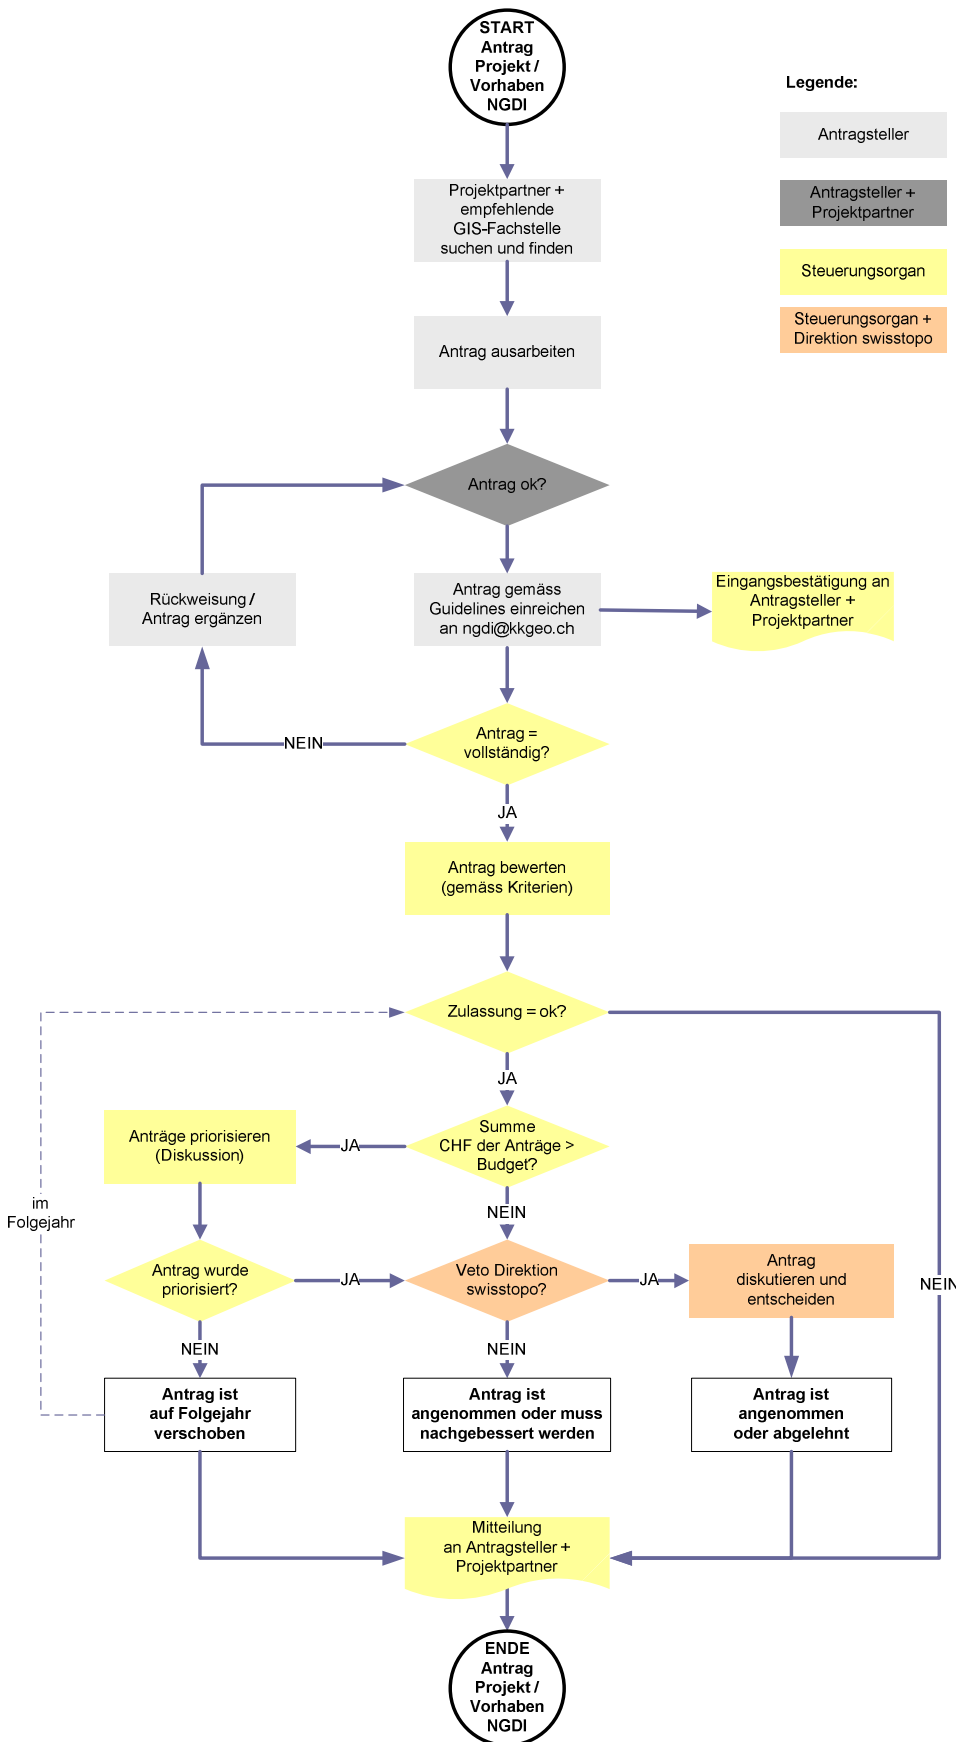 START
Antrag
Projekt /
Vorhaben
NGDI
Legende:
Antragsteller
Antragsteller +
Projektpartner
Steuerungsorgan
Steuerungsorgan +
Direktion swisstopo
Projektpartner +
empfehlende
GIS-Fachstelle
suchen und finden
Antrag ausarbeiten
Antrag ok?
Rückweisung /
Antrag ergänzen
Antrag gemäss
Guidelines einreichen
an ngdi@kkgeo.ch
Eingangsbestätigung an
Antragsteller +
Projektpartner
Antrag =
vollständig?
NEIN
JA
Antrag bewerten
(gemäss Kriterien)
Zulassung = ok?
JA
Anträge priorisieren
(Diskussion)
JA
Summe
CHF der Anträge >
Budget?
im
Folgejahr
NEIN
Antrag wurde
priorisiert?
JA
Veto Direktion
swisstopo?
JA
Antrag
diskutieren und
entscheiden
NEIN
NEIN
NEIN
Antrag ist
auf Folgejahr
verschoben
Antrag ist
angenommen oder muss
nachgebessert werden
Antrag ist
angenommen
oder abgelehnt
Mitteilung
an Antragsteller +
Projektpartner
ENDE
Antrag
Projekt /
Vorhaben
NGDI